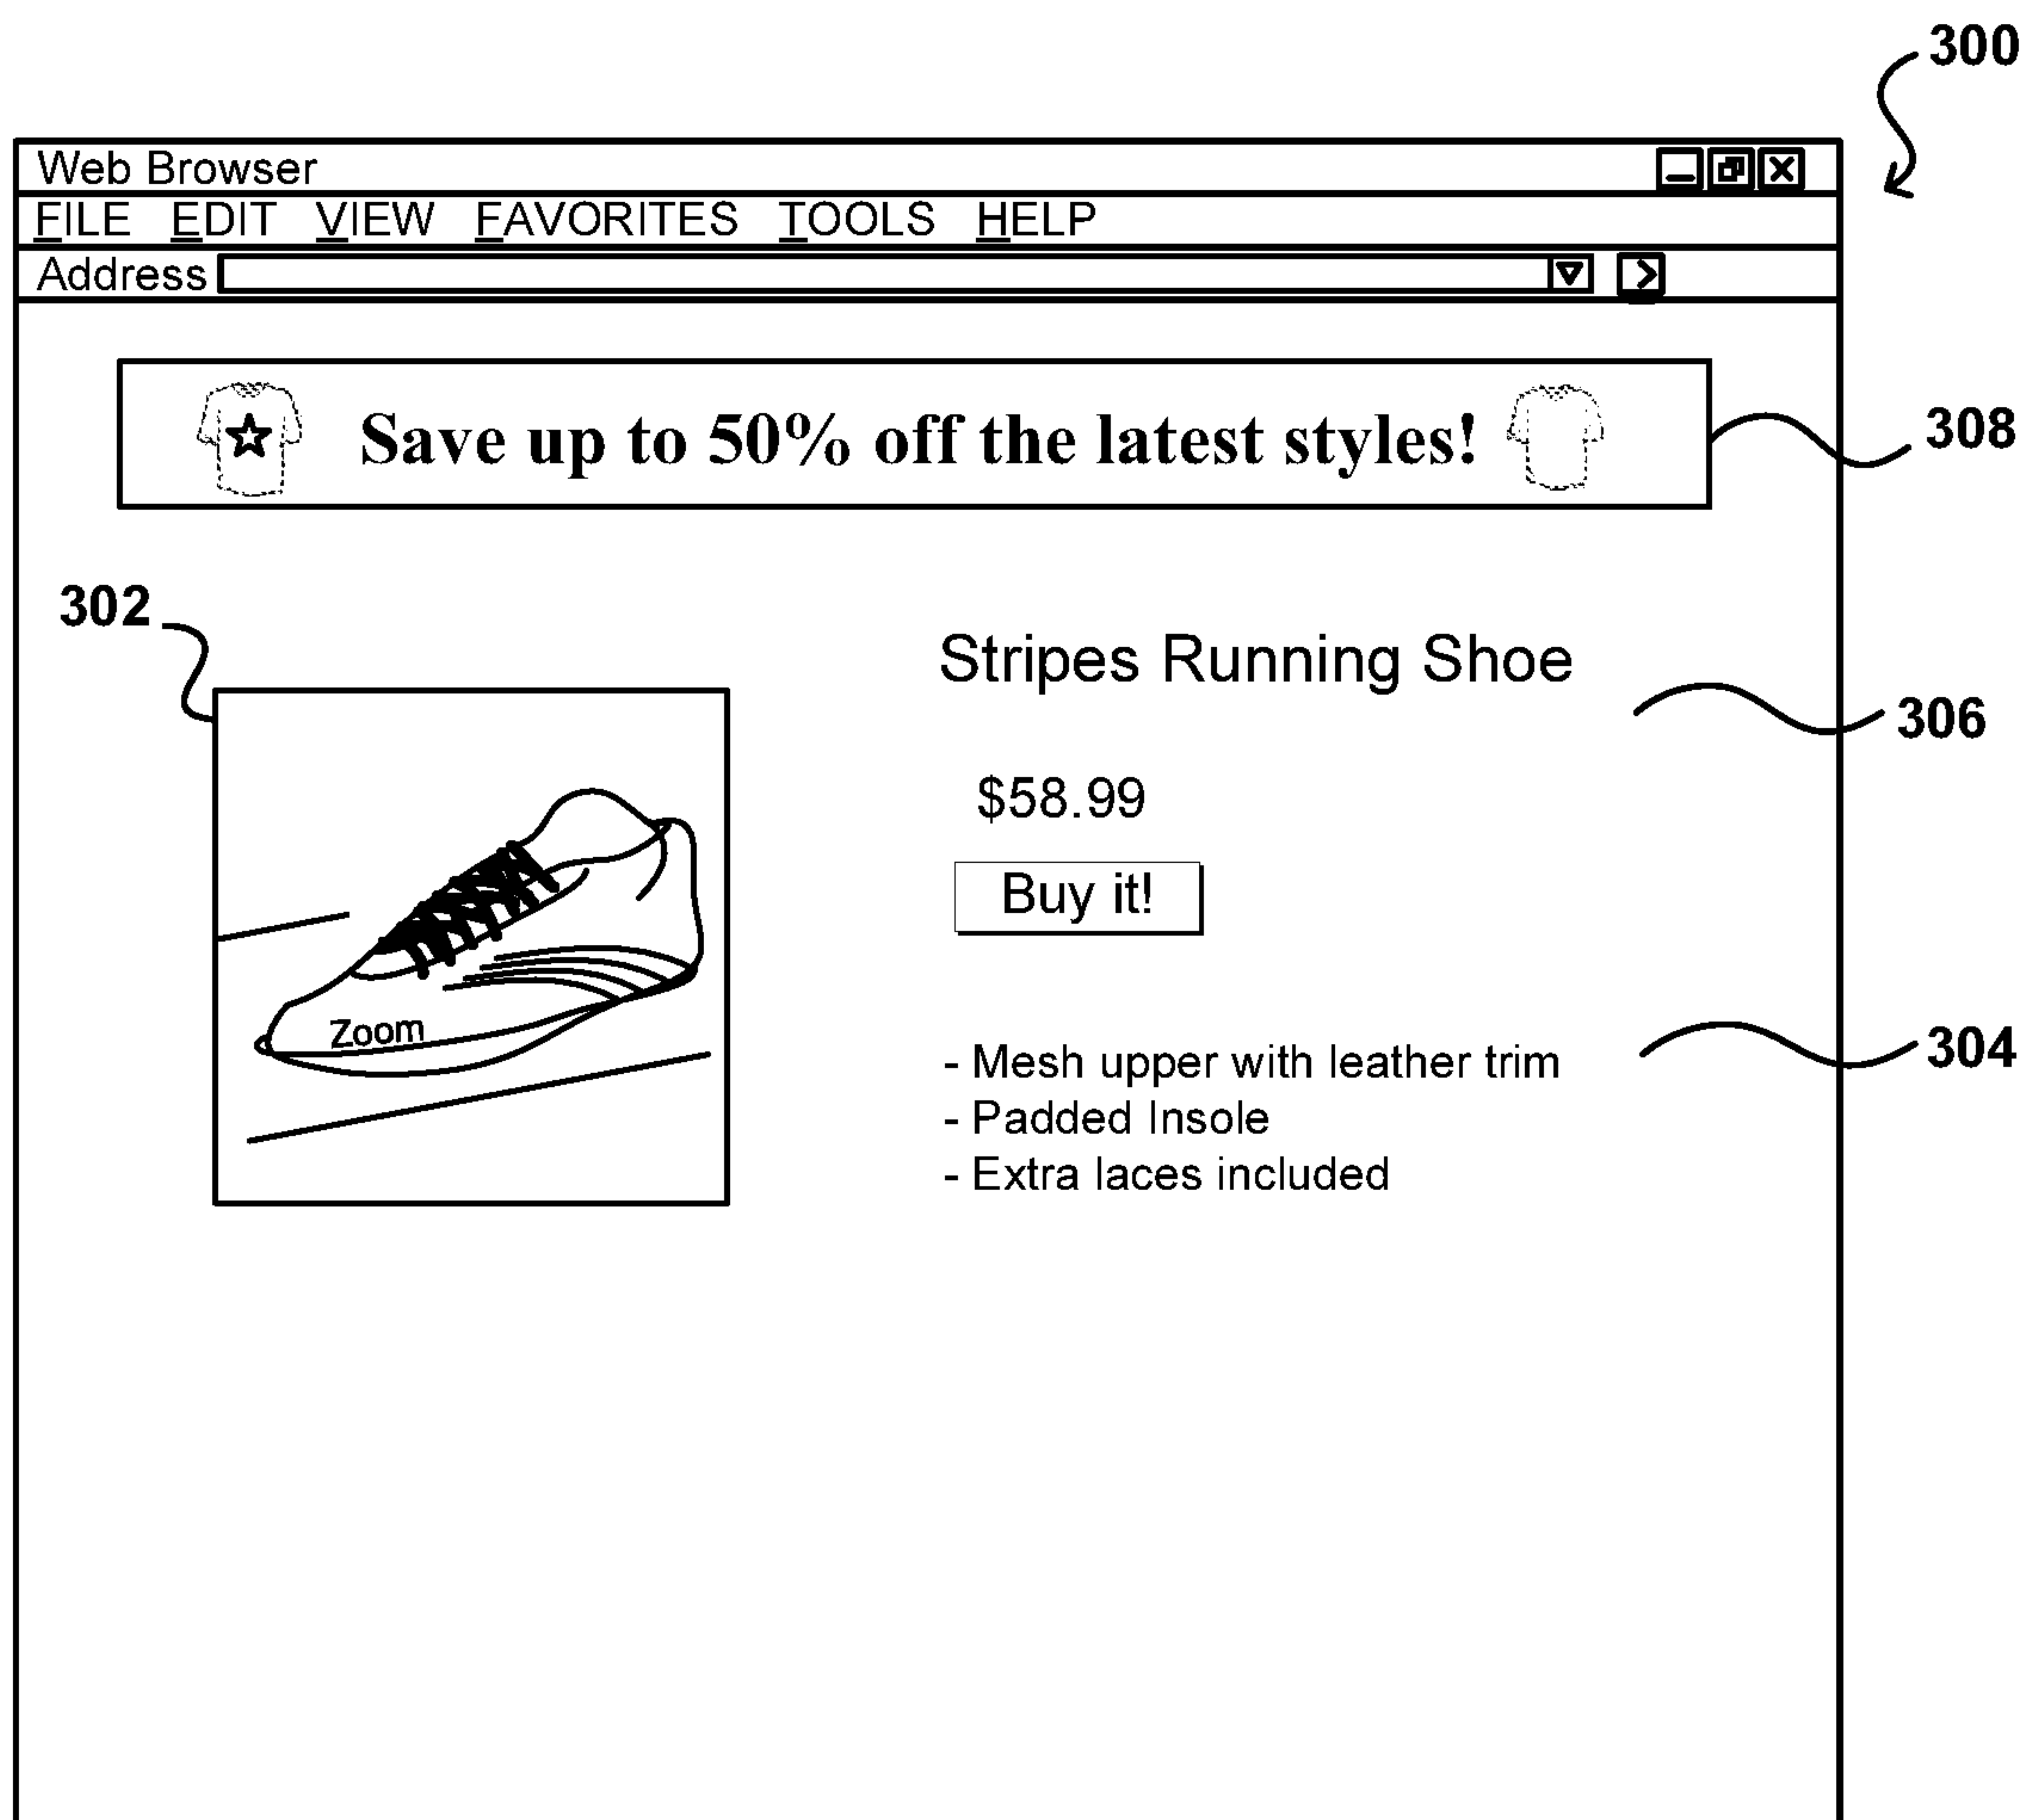 300
Web Browser
FILE EDIT VIEW FAVORITES TOOLS HELP
Address
Save up to 50% off the latest styles!
308
302
Stripes Running Shoe
306
$58.99
Buy it!
Zoom
304
- Mesh upper with leather trim
- Padded Insole
- Extra laces included